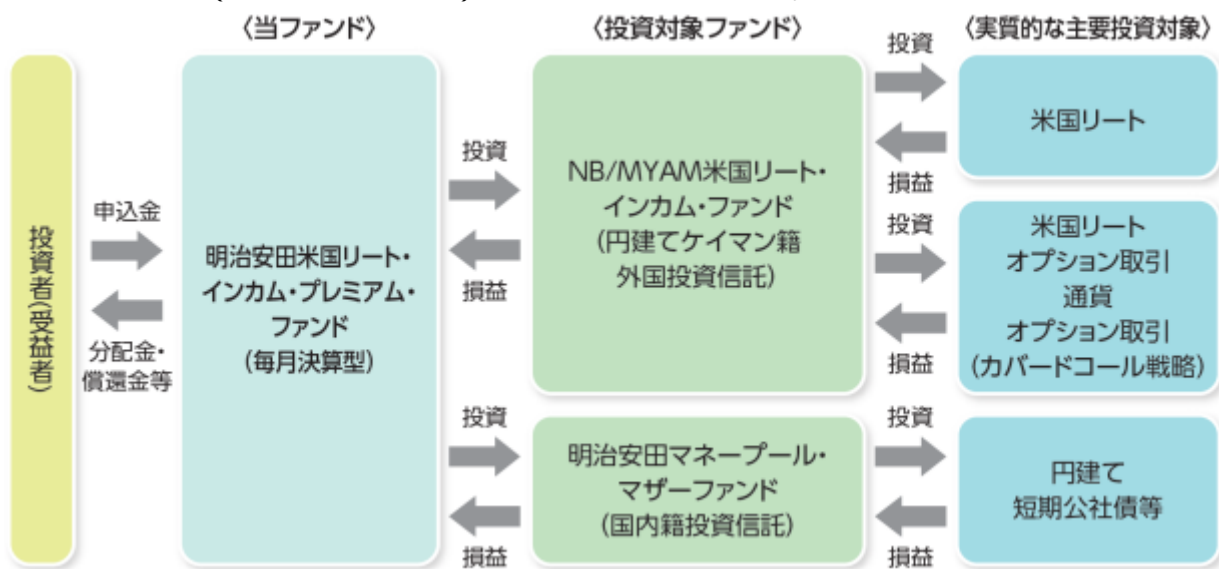 〈当ファンド〉
〈投資対象ファンド〉
〈実質的な主要投資対象〉
投資者(受益者)
申込金
分配金・
償還金等
明治安田米国リート・
インカム・プレミアム・
ファンド
(毎月決算型)
投資
損益
NB/MYAM米国リート・
インカム・ファンド
(円建てケイマン籍
外国投資信託)
投資
損益
米国リート
投資
損益
米国リート
オプション取引
通貨
オプション取引
(カバードコール戦略)
投資
損益
明治安田マネープール・
マザーファンド
(国内籍投資信託)
投資
損益
円建て
短期公社債等